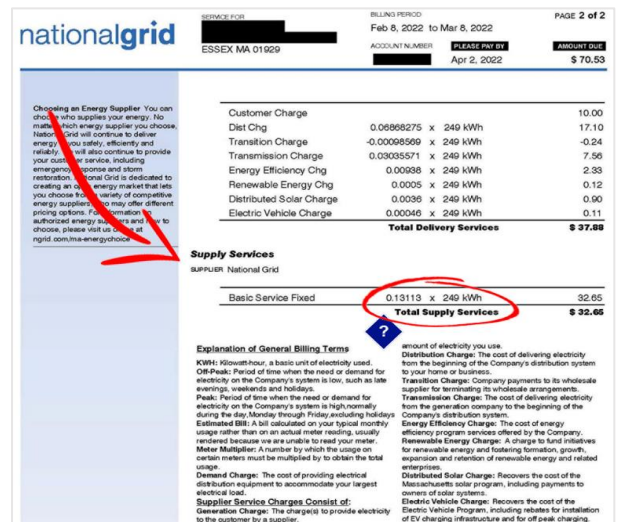 nationalgrid
SERVICE FOR
ESSEX MA 01929
BILLING PERIOD
Feb 8, 2022 to Mar 8, 2022
PAGE 2 of 2
ACCOUNT NUMBER
PLEASE PAY BY
AMOUNT DUE
Apr 2, 2022
$ 70.53
Choosing an Energy Supplier You can
choose who supplies your energy. No
matter which energy supplier you choose,
National Grid will continue to deliver
energy to you safely, efficiently and
reliably. We will also continue to provide
your customer service, including
emergency response and storm
restoration. National Grid is dedicated to
creating an open energy market that lets
you choose from a variety of competitive
energy suppliers who may offer different
pricing options. For information on
authorized energy suppliers and how to
choose, please visit us online at
ngrid.com/ma-energychoice
Customer Charge 10.00
Dist Chg 0.06868275 x 249 kWh 17.10
Transition Charge -0.00098569 x 249 kWh -0.24
Transmission Charge 0.03035571 x 249 kWh 7.56
Energy Efficiency Chg 0.00938 x 249 kWh 2.33
Renewable Energy Chg 0.0005 x 249 kWh 0.12
Distributed Solar Charge 0.0036 x 249 kWh 0.90
Electric Vehicle Charge 0.00046 x 249 kWh 0.11
Total Delivery Services $ 37.88
Supply Services
SUPPLIER National Grid
Basic Service Fixed 0.13113 x 249 kWh 32.65
Total Supply Services $ 32.65
?
Explanation of General Billing Terms
KWH: Kilowatt-hour, a basic unit of electricity used.
Off-Peak: Period of time when the need or demand for
electricity on the Company's system is low, such as late
evenings, weekends and holidays.
Peak: Period of time when the need or demand for
electricity on the Company's system is high,normally
during the day,Monday through Friday,excluding holidays
Estimated Bill: A bill calculated on your typical monthly
usage rather than on an actual meter reading, usually
rendered because we are unable to read your meter.
Meter Multiplier: A number by which the usage on
certain meters must be multiplied by to obtain the total
usage.
Demand Charge: The cost of providing electrical
distribution equipment to accommodate your largest
electrical load.
Supplier Service Charges Consist of:
Generation Charge: The charge(s) to provide electricity
to the customer by a supplier.
amount of electricity you use.
Distribution Charge: The cost of delivering electricity
from the beginning of the Company's distribution system
to your home or business.
Transition Charge: Company payments to its wholesale
supplier for terminating its wholesale arrangements.
Transmission Charge: The cost of delivering electricity
from the generation company to the beginning of the
Company's distribution system.
Energy Efficiency Charge: The cost of energy
efficiency program services offered by the Company.
Renewable Energy Charge: A charge to fund initiatives
for renewable energy and fostering formation, growth,
expansion and retention of renewable energy and related
enterprises.
Distributed Solar Charge: Recovers the cost of the
Massachusetts solar program, including payments to
owners of solar systems.
Electric Vehicle Charge: Recovers the cost of the
Electric Vehicle Program, including rebates for installation
of EV charging infrastructure and for off peak charging.